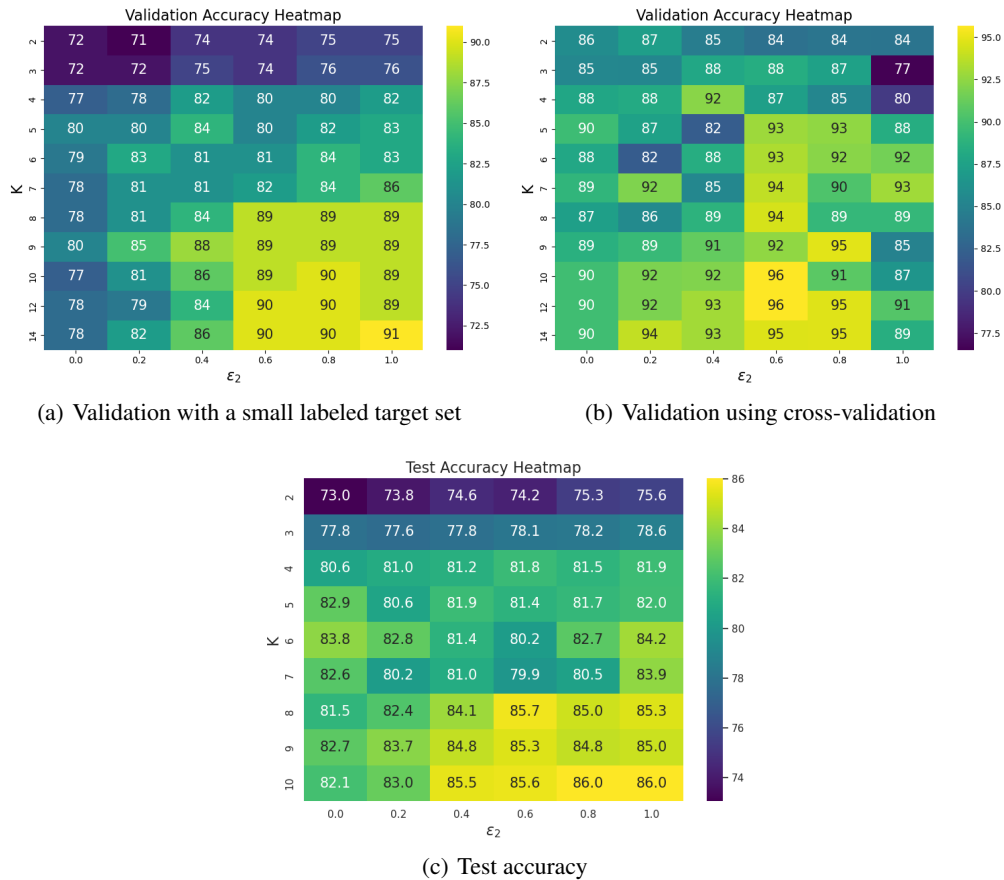 Validation Accuracy Heatmap
2 72 71 74 74 75 75
3 72 72 75 74 76 76
4 77 78 82 80 80 82
5 80 80 84 80 82 83
6 79 83 81 81 84 83
K
7 78 81 81 82 84 86
8 78 81 84 89 89 89
9 80 85 88 89 89 89
10 77 81 86 89 90 89
12 78 79 84 90 90 89
14 78 82 86 90 90 91
0.0 0.2 0.4 0.6 0.8 1.0
ε₂
90.0
87.5
85.0
82.5
80.0
77.5
75.0
72.5
(a) Validation with a small labeled target set
Validation Accuracy Heatmap
2 86 87 85 84 84 84
3 85 85 88 88 87 77
4 88 88 92 87 85 80
5 90 87 82 93 93 88
6 88 82 88 93 92 92
K
7 89 92 85 94 90 93
8 87 86 89 94 89 89
9 89 89 91 92 95 85
10 90 92 92 96 91 87
12 90 92 93 96 95 91
14 90 94 93 95 95 89
0.0 0.2 0.4 0.6 0.8 1.0
ε₂
95.0
92.5
90.0
87.5
85.0
82.5
80.0
77.5
(b) Validation using cross-validation
Test Accuracy Heatmap
2 73.0 73.8 74.6 74.2 75.3 75.6
3 77.8 77.6 77.8 78.1 78.2 78.6
4 80.6 81.0 81.2 81.8 81.5 81.9
5 82.9 80.6 81.9 81.4 81.7 82.0
K
6 83.8 82.8 81.4 80.2 82.7 84.2
7 82.6 80.2 81.0 79.9 80.5 83.9
8 81.5 82.4 84.1 85.7 85.0 85.3
9 82.7 83.7 84.8 85.3 84.8 85.0
10 82.1 83.0 85.5 85.6 86.0 86.0
0.0 0.2 0.4 0.6 0.8 1.0
ε₂
86
84
82
80
78
76
74
(c) Test accuracy